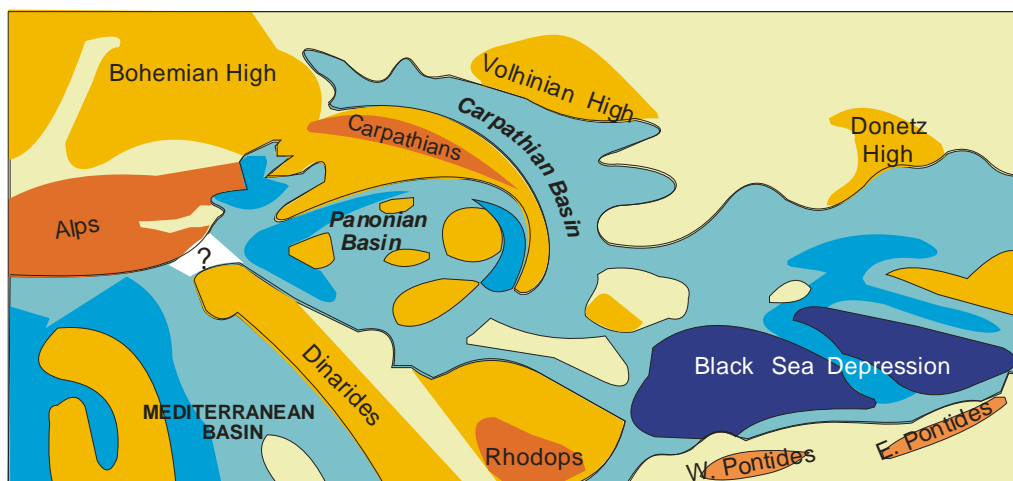 Bohemian High
Volhinian High
Carpathians
Carpathian Basin
Donetz
High
Alps
Panonian
Basin
?
Dinarides
Black Sea Depression
MEDITERRANEAN
BASIN
Rhodops
W. Pontides
E. Pontides